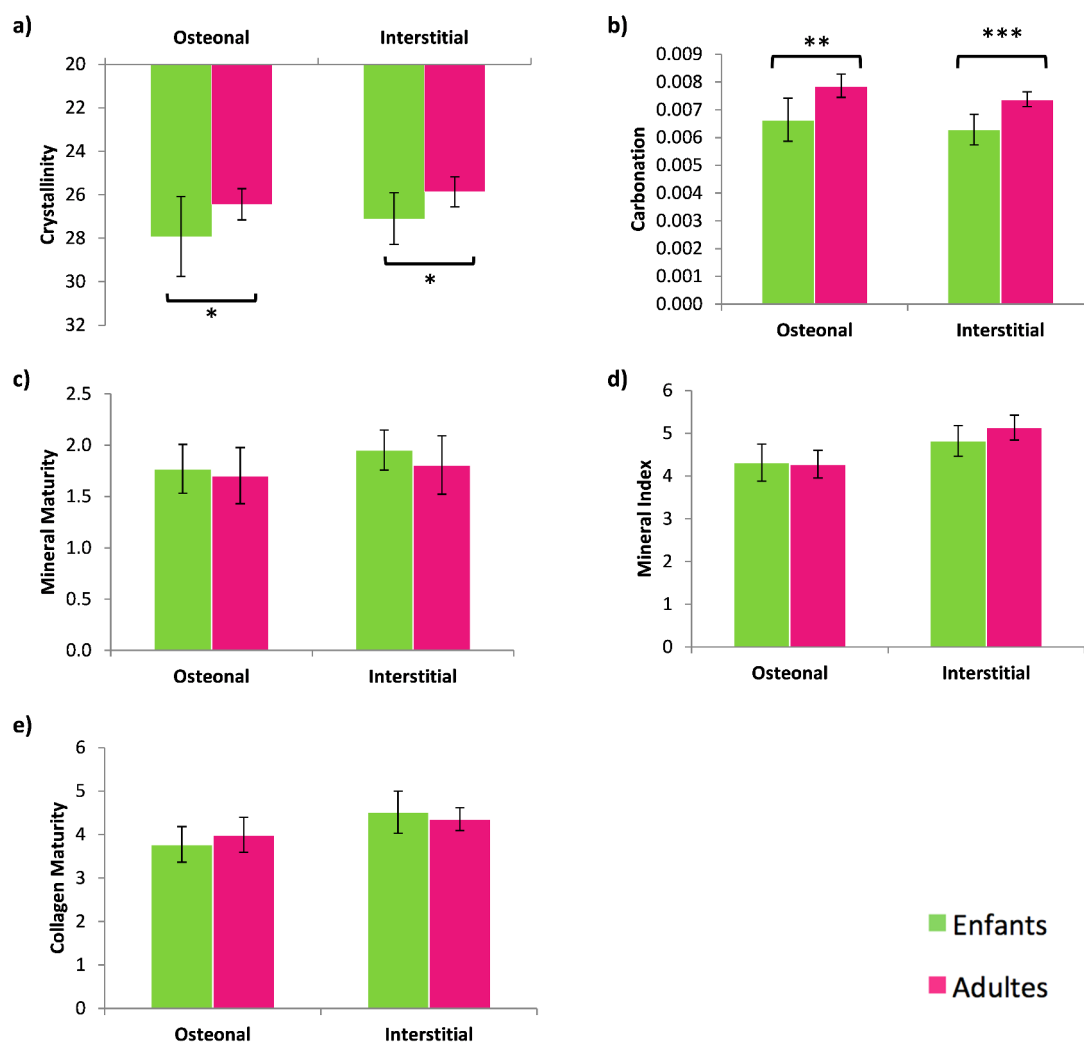 a)
Osteonal Interstitial
20
22
24
26
28
30
32
Crystallinity
*
*
b)
0.009
0.008
0.007
0.006
0.005
0.004
0.003
0.002
0.001
0.000
Carbonation
**
***
Osteonal Interstitial
c)
2.5
2.0
1.5
1.0
0.5
0.0
Mineral Maturity
Osteonal Interstitial
d)
6
5
4
3
2
1
0
Mineral Index
Osteonal Interstitial
e)
6
5
4
3
2
1
0
Collagen Maturity
Osteonal Interstitial
Enfants
Adultes